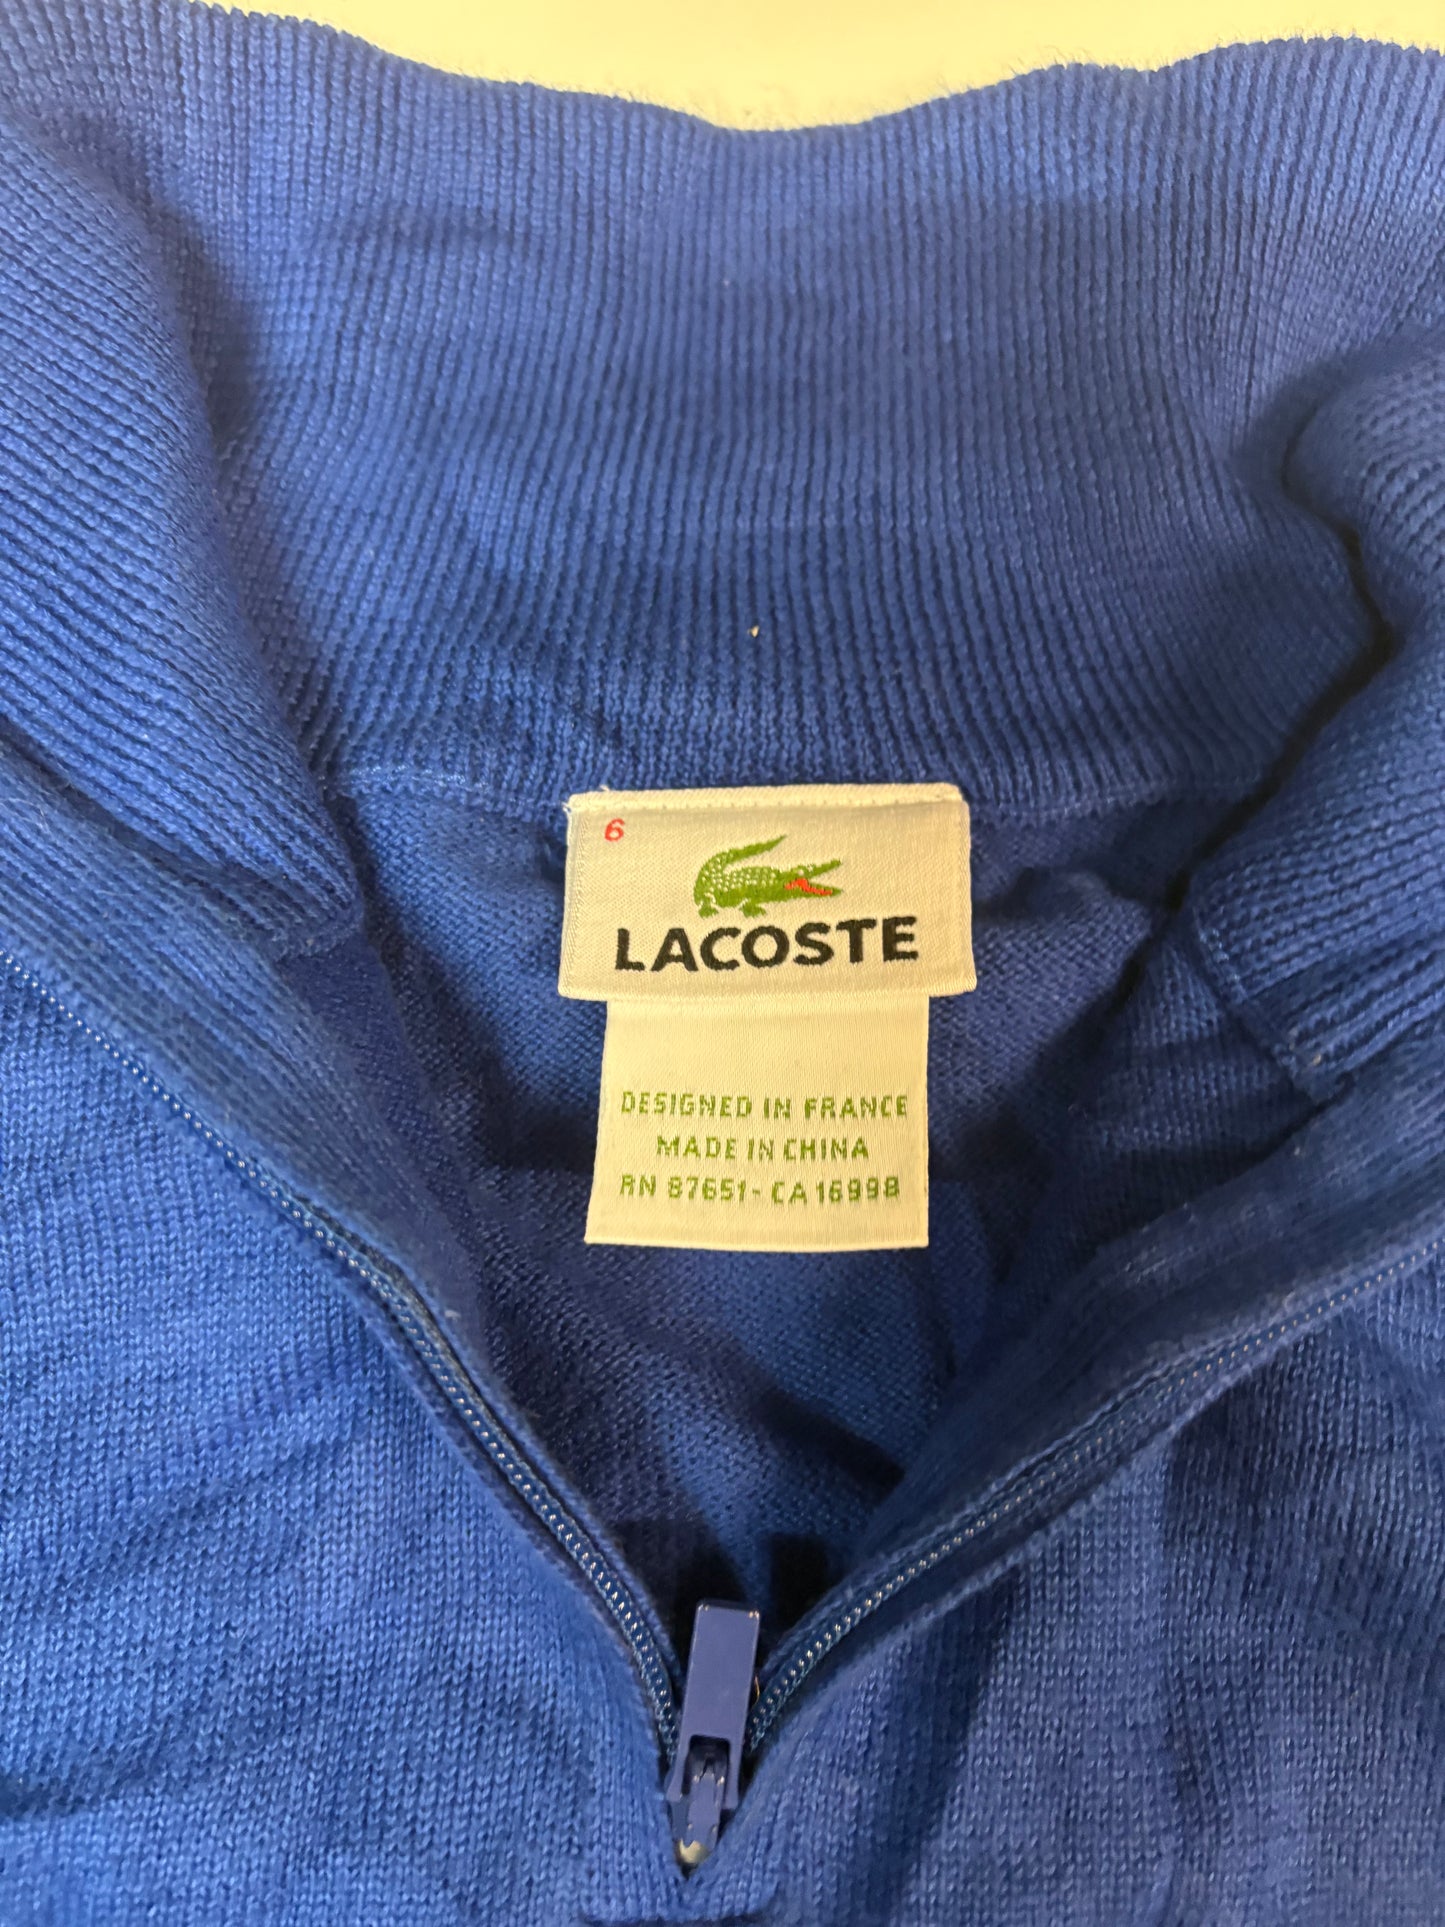 6
LACOSTE
DESIGNED IN FRANCE
MADE IN CHINA
RN 87651 - CA 16998